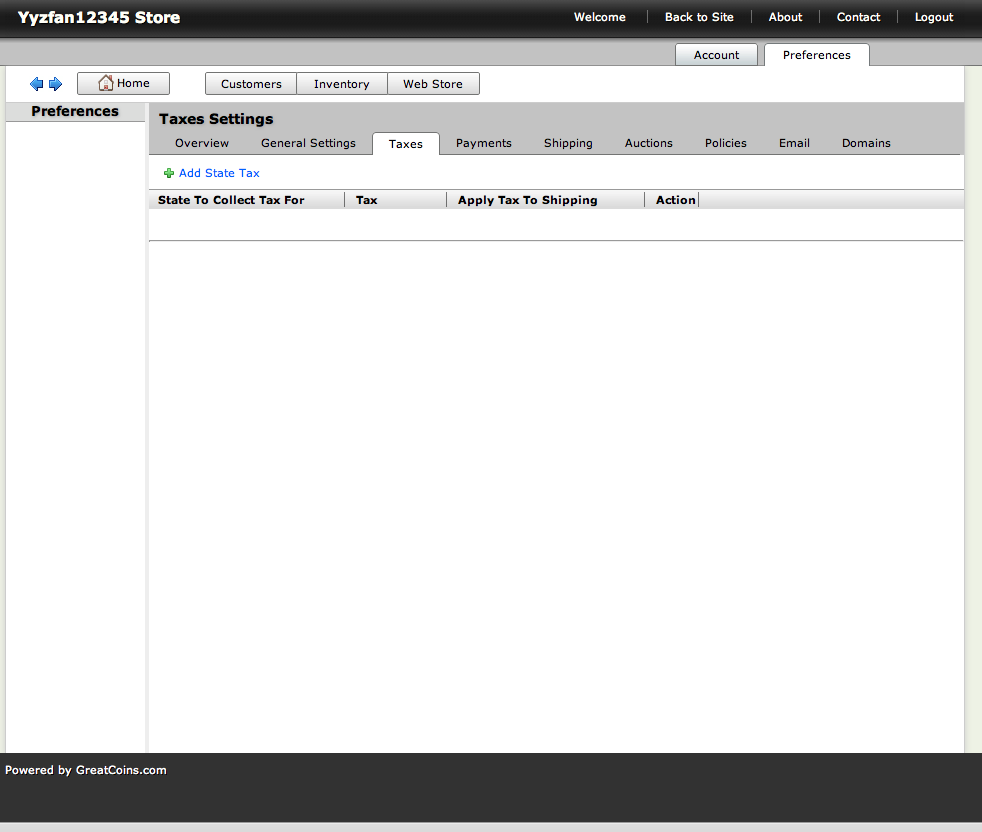 Yyzfan12345 Store
Welcome Back to Site About Contact Logout
Account Preferences
Home Customers Inventory Web Store
Preferences
Taxes Settings
Overview General Settings Taxes Payments Shipping Auctions Policies Email Domains
Add State Tax
State To Collect Tax For Tax Apply Tax To Shipping Action
Powered by GreatCoins.com